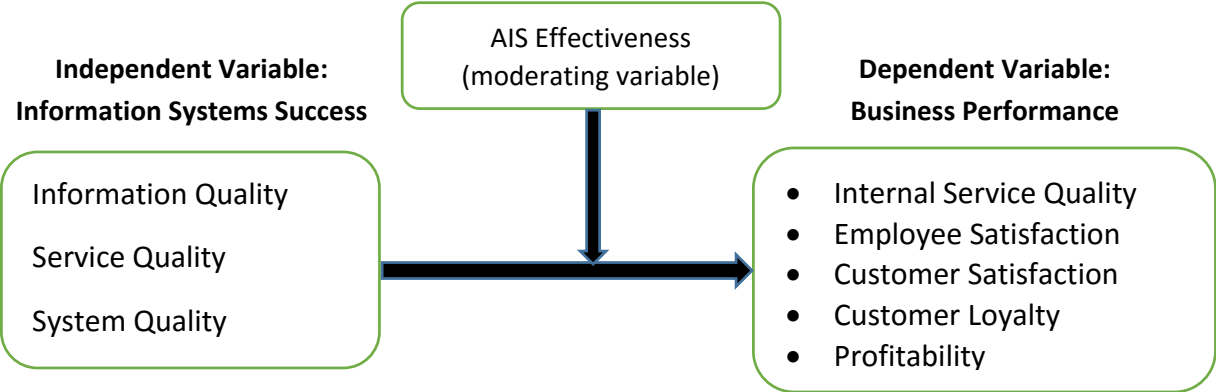 AIS Effectiveness
(moderating variable)
Independent Variable:
Information Systems Success
Dependent Variable:
Business Performance
Information Quality
Service Quality
System Quality
• Internal Service Quality
• Employee Satisfaction
• Customer Satisfaction
• Customer Loyalty
• Profitability